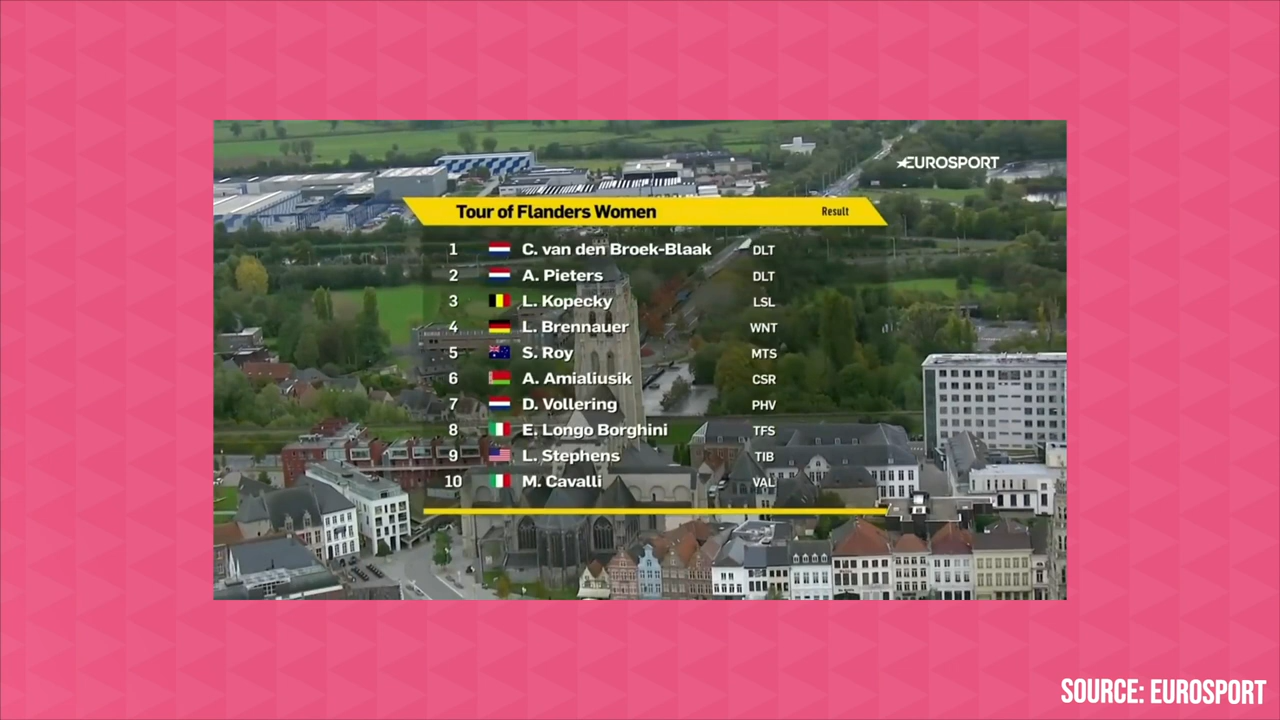 EUROSPORT
Tour of Flanders Women Result
1 C. van den Broek-Blaak DLT
2 A. Pieters DLT
3 L. Kopecky LSL
4 L. Brennauer WNT
5 S. Roy MTS
6 A. Amialiusik CSR
7 D. Vollering PHV
8 E. Longo Borghini TFS
9 L. Stephens TIB
10 M. Cavalli VAL
SOURCE: EUROSPORT